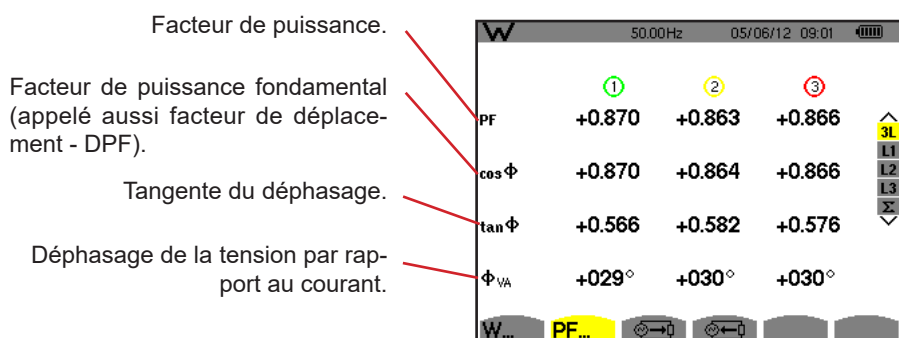 Facteur de puissance.
Facteur de puissance fondamental
(appelé aussi facteur de déplace-
ment - DPF).
Tangente du déphasage.
Déphasage de la tension par rap-
port au courant.
W 50.00Hz 05/06/12 09:01
1 2 3
PF +0.870 +0.863 +0.866
cos Φ +0.870 +0.864 +0.866
tan Φ +0.566 +0.582 +0.576
Φ VA +029° +030° +030°
3L
L1
L2
L3
Σ
W... PF...